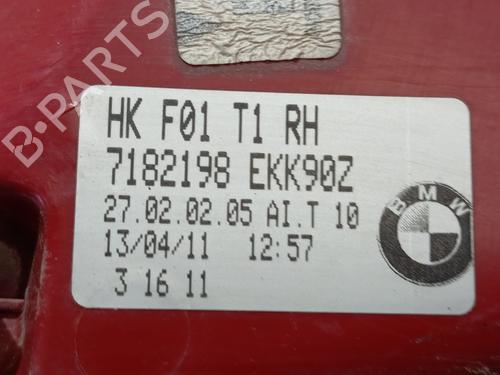 B-PARTS
HK F01 T1 RH
7182198 EKK90Z
27.02.02.05 AI.T 10
13/04/11 12:57
3 16 11
BMW